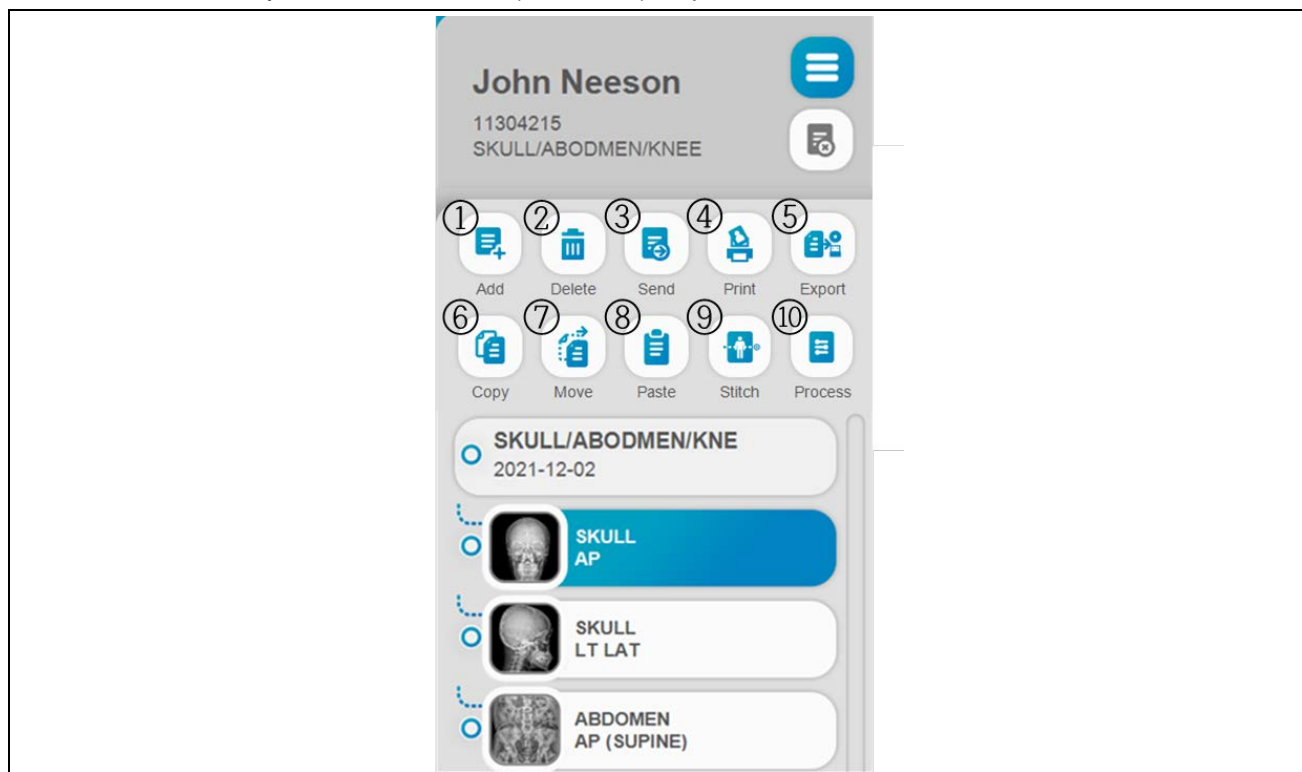 John Neeson
11304215
SKULL/ABODMEN/KNEE
① ② ③ ④ ⑤
Add Delete Send Print Export
⑥ ⑦ ⑧ ⑨ ⑩
Copy Move Paste Stitch Process
SKULL/ABODMEN/KNE
2021-12-02
SKULL
AP
SKULL
LT LAT
ABDOMEN
AP (SUPINE)